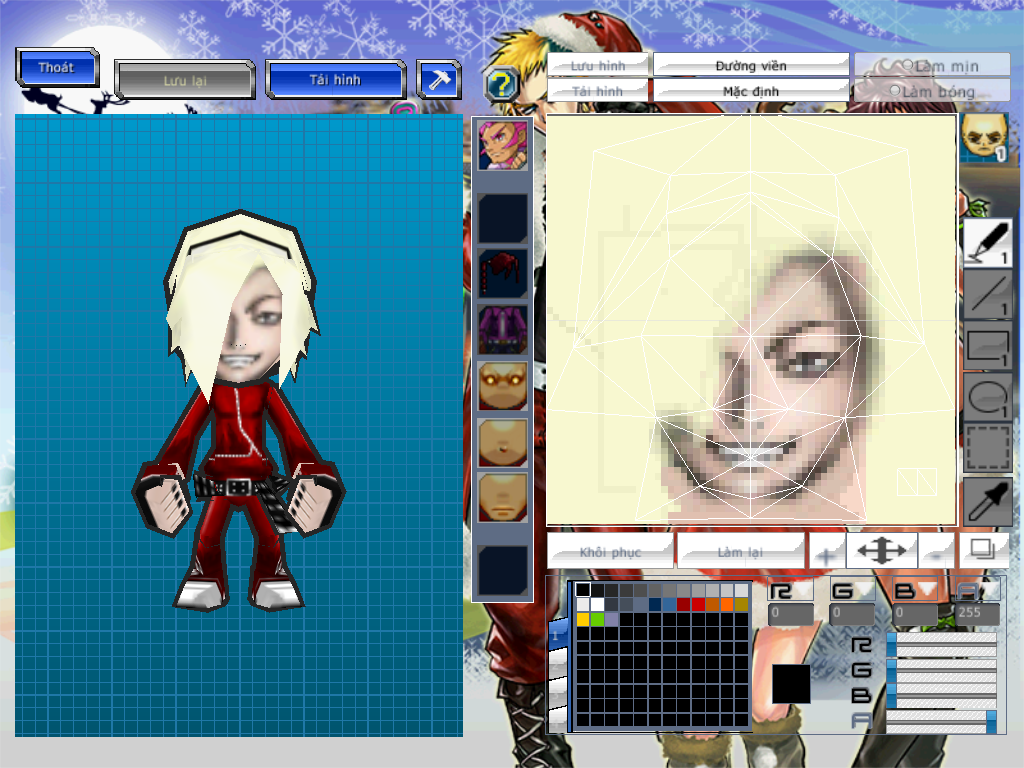 Thoát
Lưu lại
Tải hình
?
Lưu hình
Đường viền
Làm mịn
Tải hình
Mặc định
Làm bóng
1
1
1
1
1
Khôi phục
Làm lại
+
-
R G B A
0 0 0 255
1
R
G
B
A